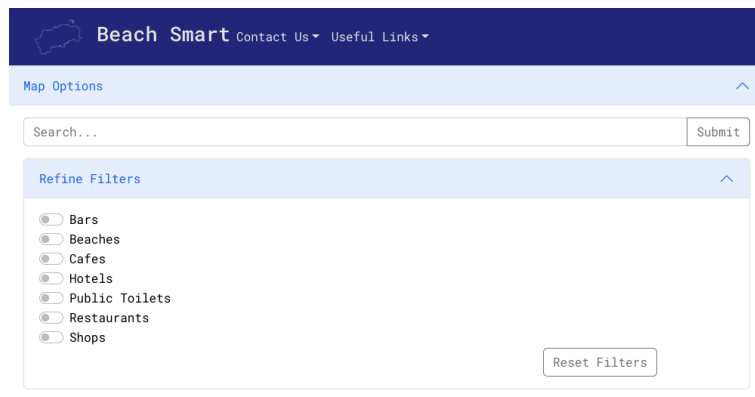 Beach Smart Contact Us Useful Links
Map Options
Search... Submit
Refine Filters
Bars
Beaches
Cafes
Hotels
Public Toilets
Restaurants
Shops
Reset Filters